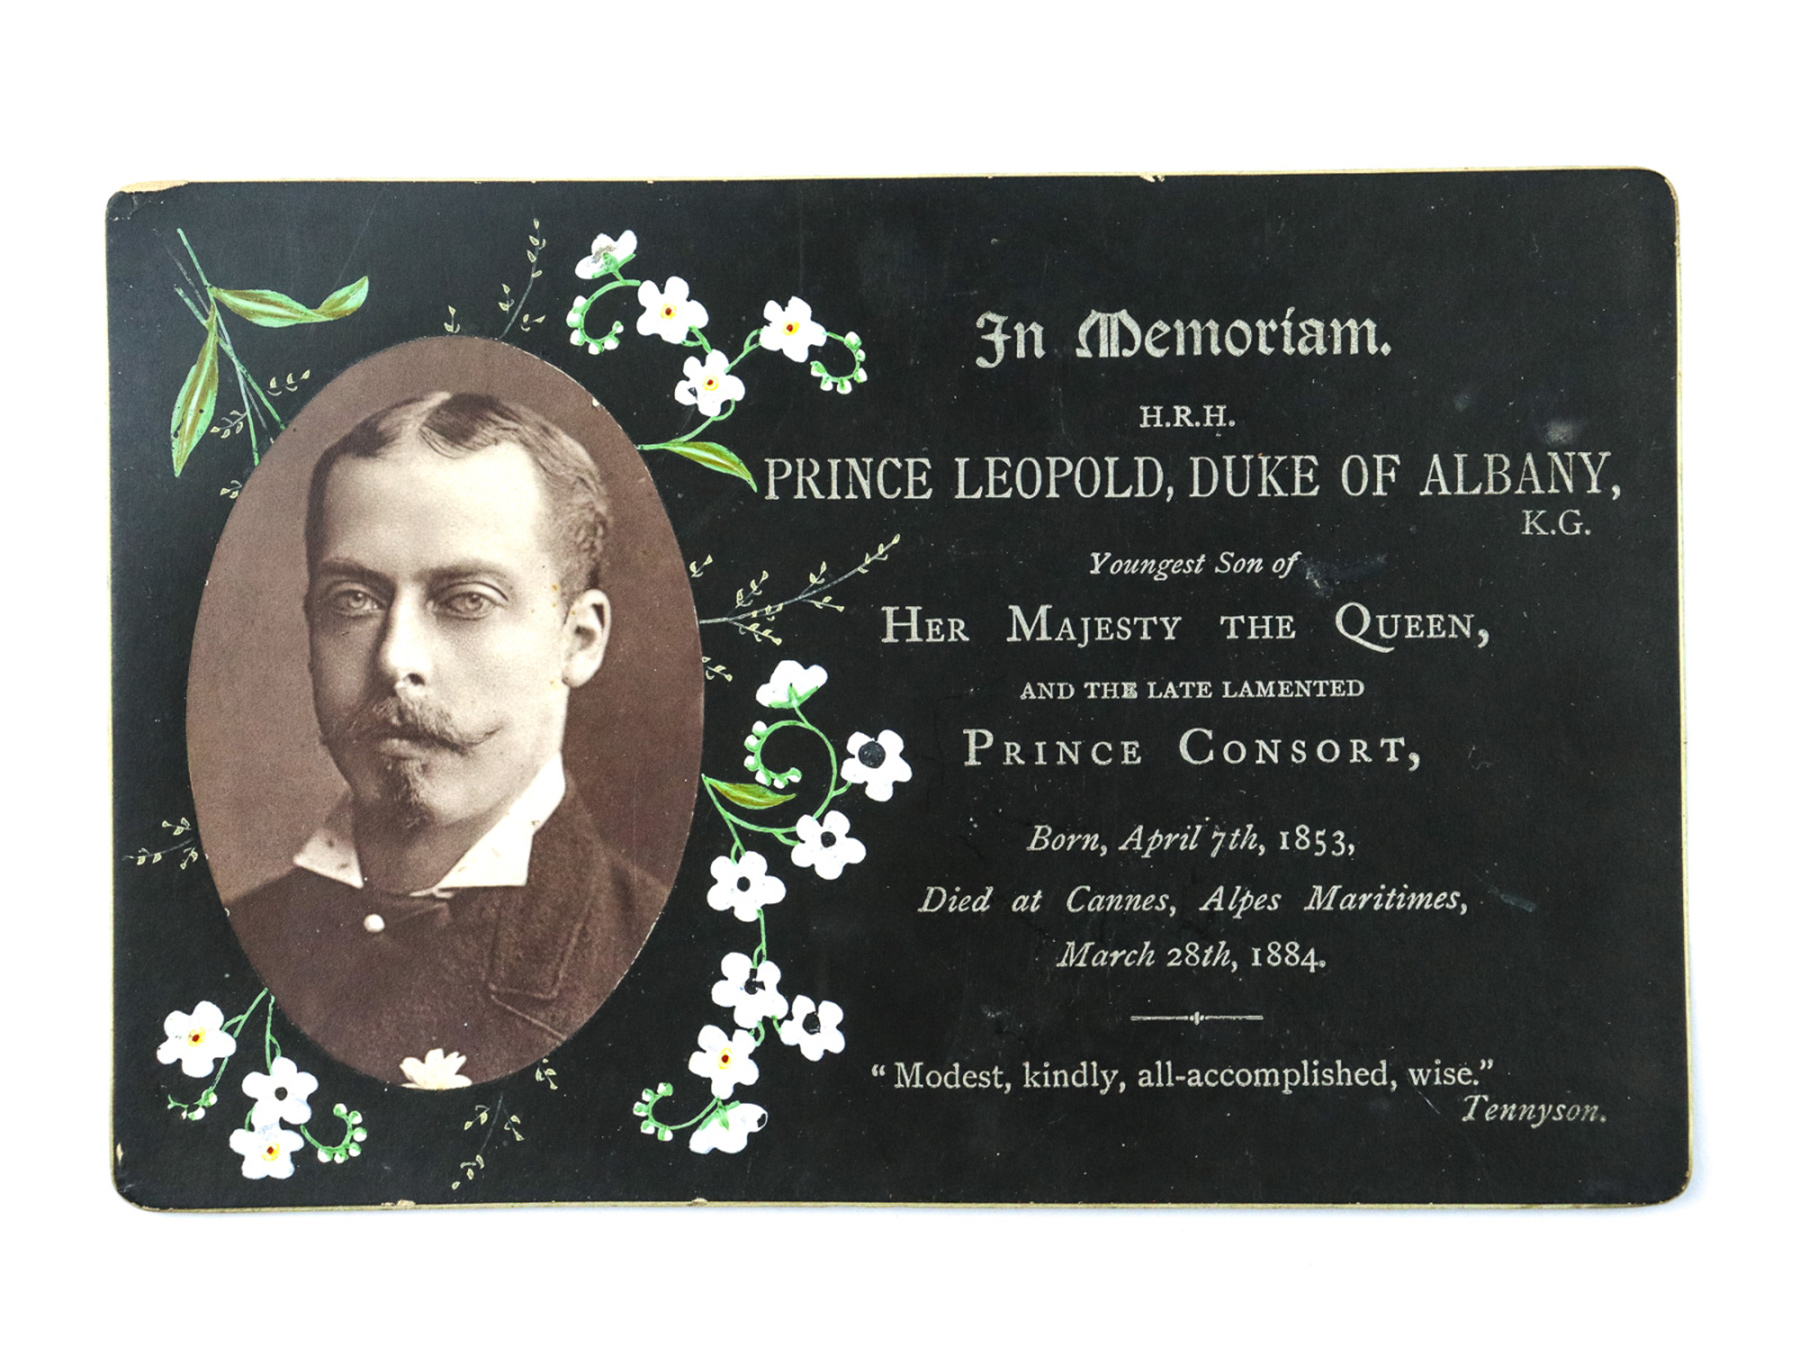 In Memoriam.
H.R.H.
PRINCE LEOPOLD, DUKE OF ALBANY,
K.G.
Youngest Son of
HER MAJESTY THE QUEEN,
AND THE LATE LAMENTED
PRINCE CONSORT,
Born, April 7th, 1853,
Died at Cannes, Alpes Maritimes,
March 28th, 1884.
“Modest, kindly, all-accomplished, wise.”
Tennyson.